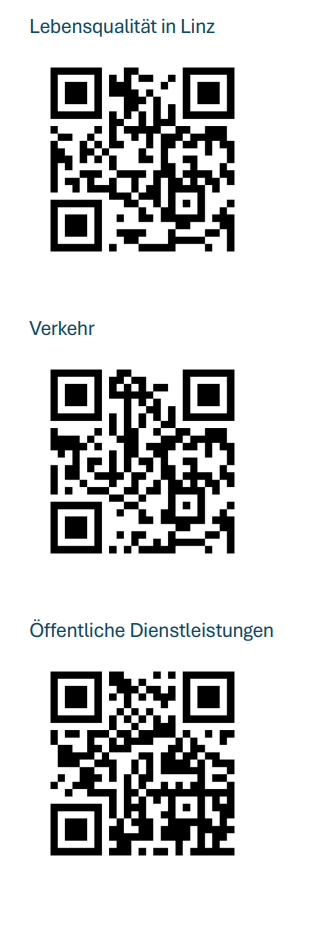 Lebensqualität in Linz
Verkehr
Öffentliche Dienstleistungen